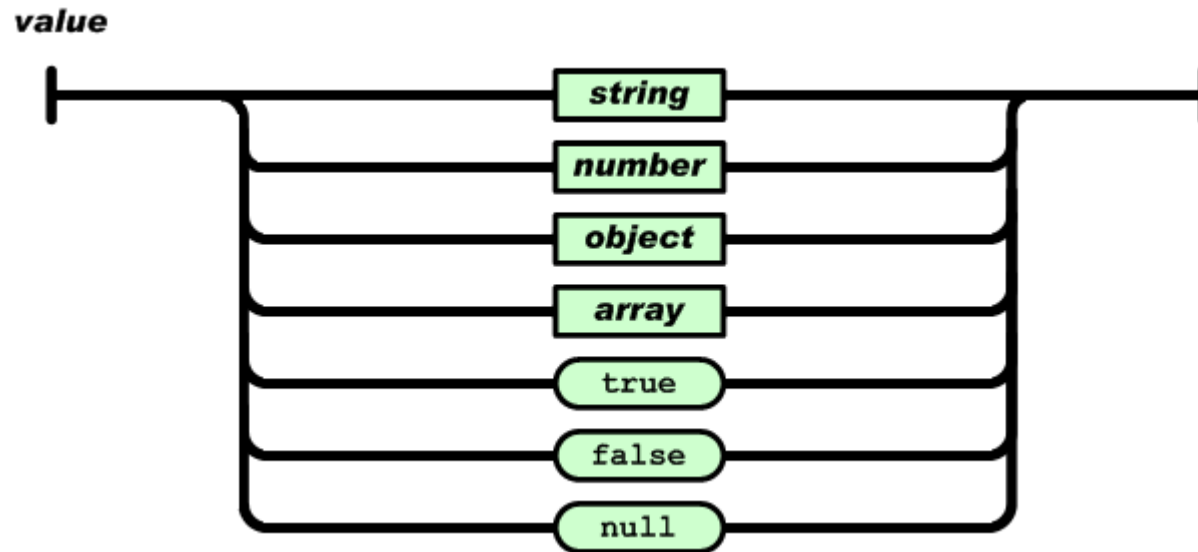 value
string
number
object
array
true
false
null